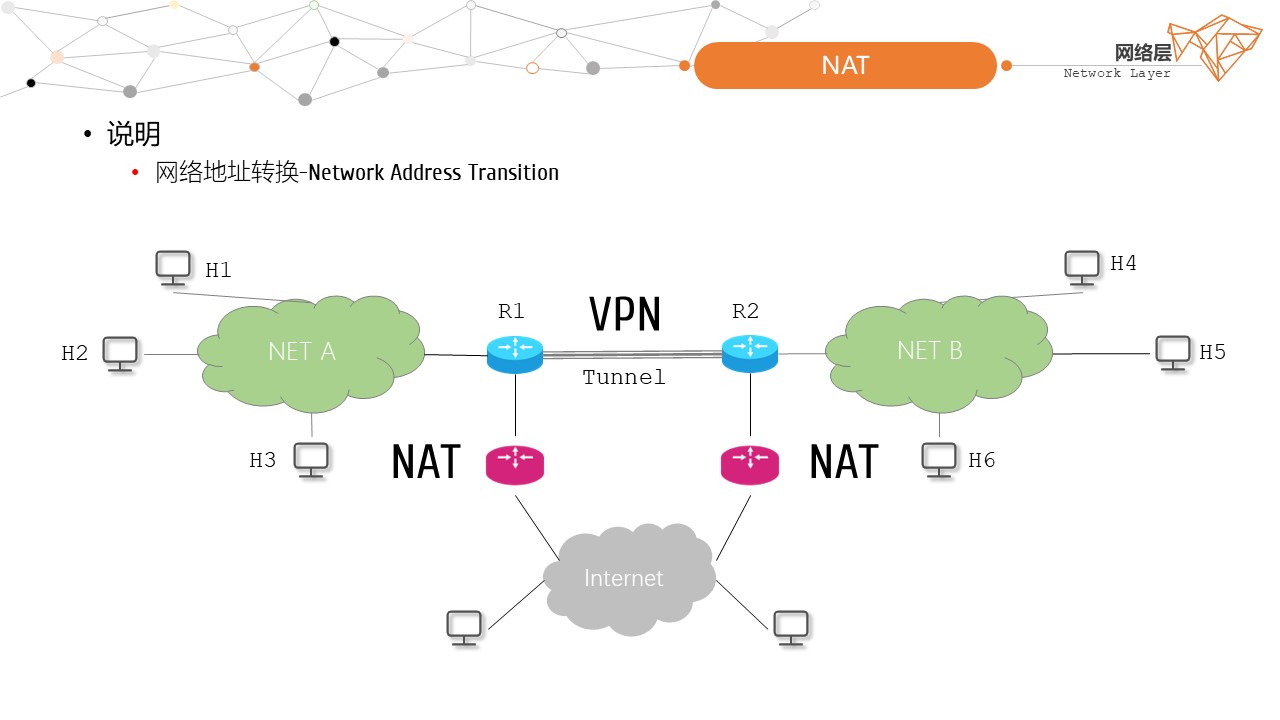 NAT
网络层
Network Layer
• 说明
• 网络地址转换-Network Address Transition
H1
H4
VPN
R1
R2
H2
NET A
NET B
H5
Tunnel
H3
NAT
NAT
H6
Internet